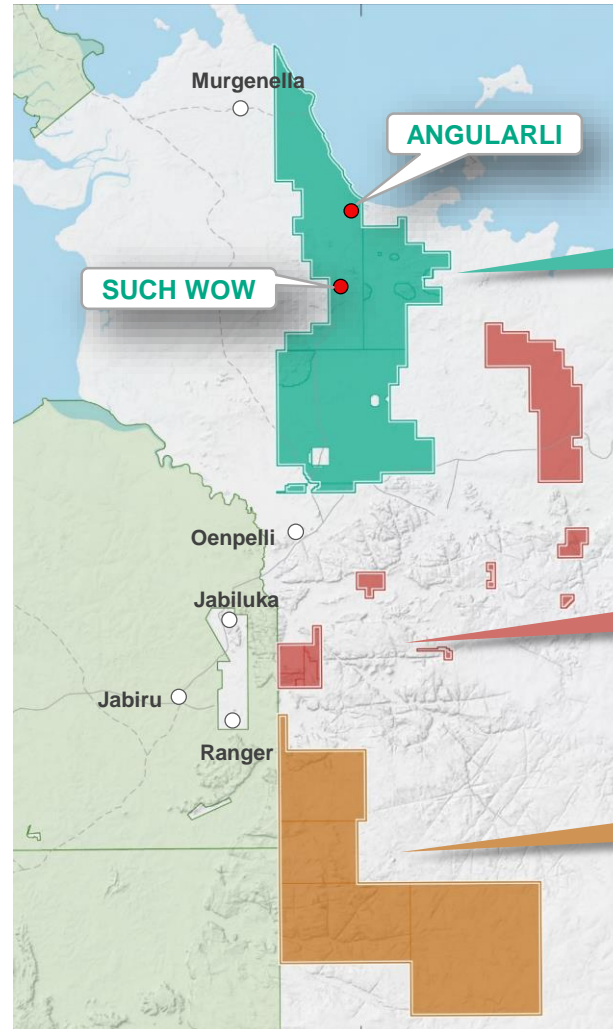 Murgenella
ANGULARLI
SUCH WOW
Oenpelli
Jabiluka
Jabiru
Ranger